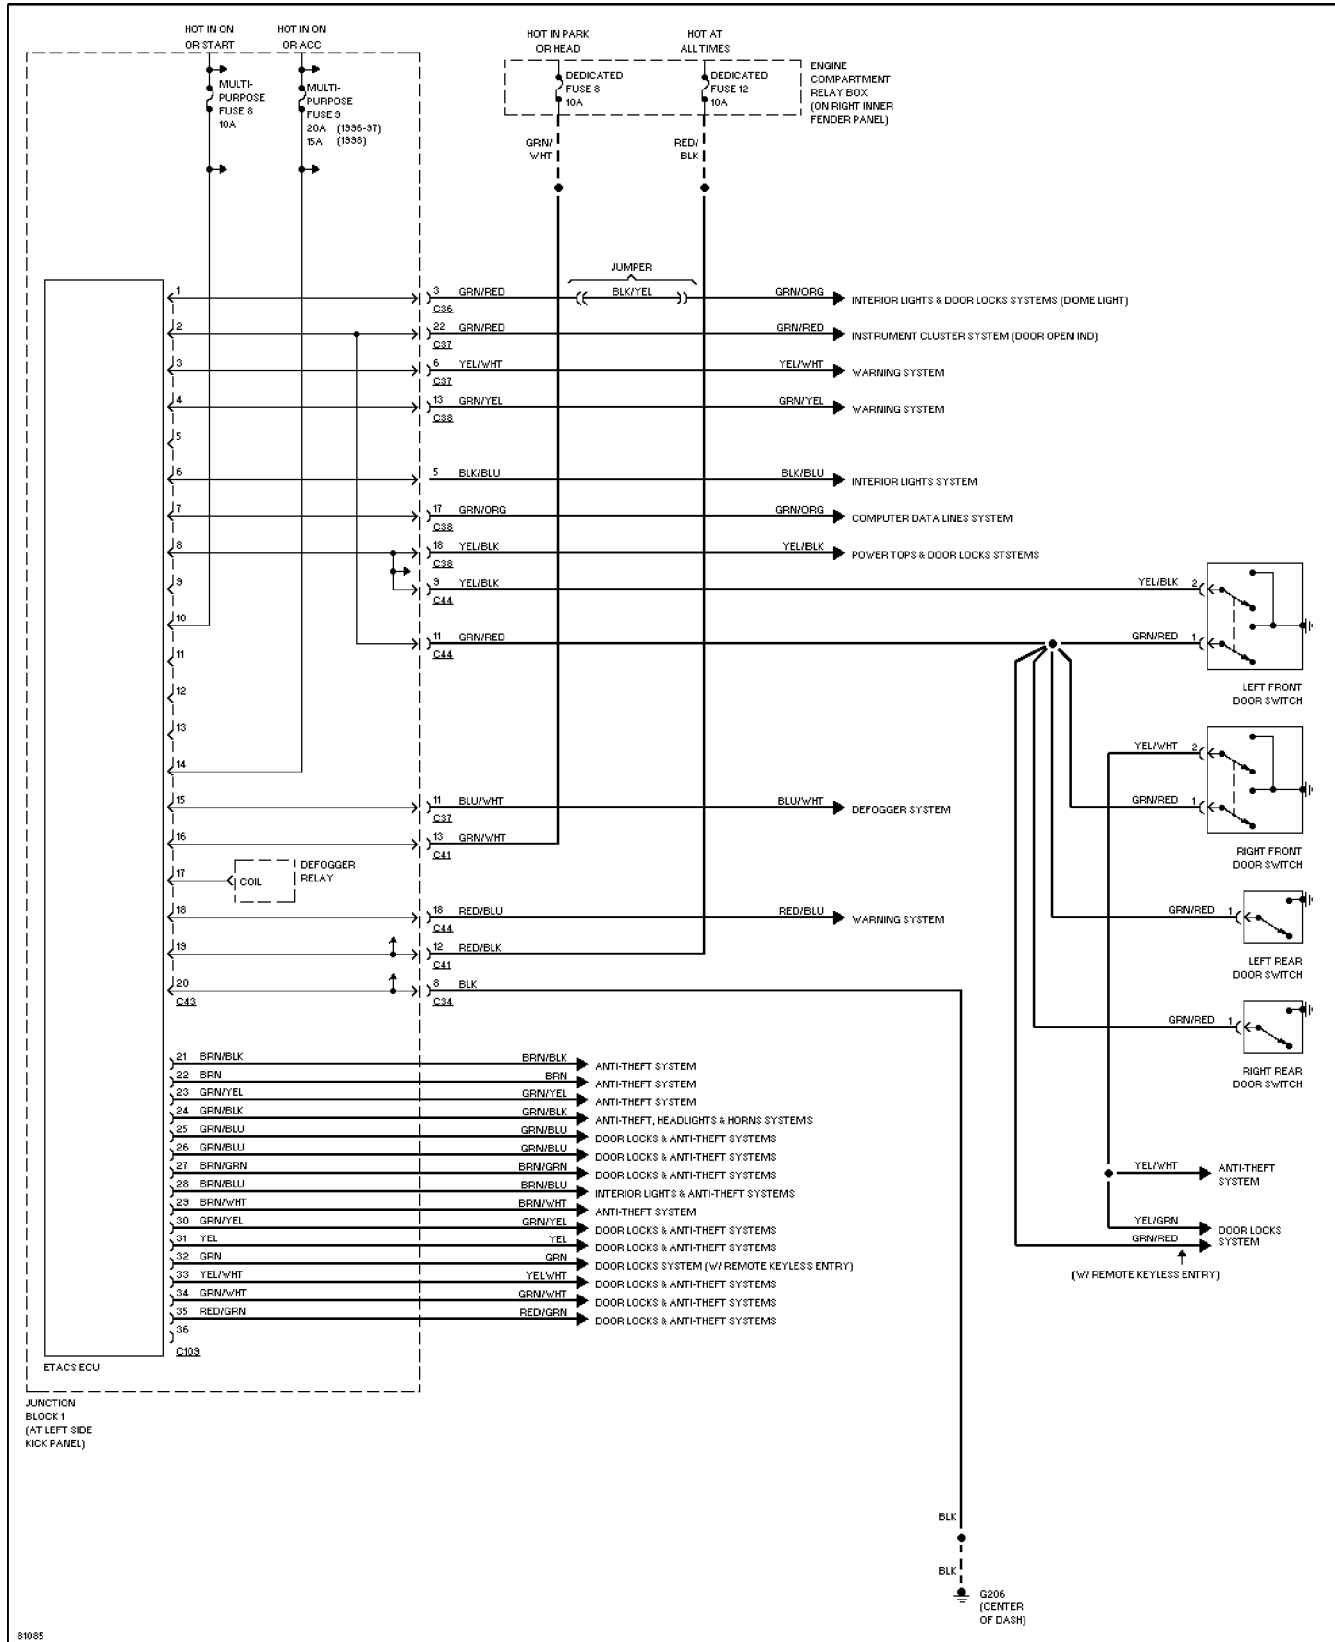 HOT IN ON
OR START
HOT IN ON
OR ACC
HOT IN PARK
OR HEAD
HOT AT
ALL TIMES
MULTI-
PURPOSE
FUSE 8
10A
MULTI-
PURPOSE
FUSE 9
20A (1996-97)
15A (1998)
DEDICATED
FUSE 8
10A
DEDICATED
FUSE 12
10A
ENGINE
COMPARTMENT
RELAY BOX
(ON RIGHT INNER
FENDER PANEL)
GRN/
WHT
RED/
BLK
JUMPER
1 3 GRN/RED BLK/YEL GRN/ORG INTERIOR LIGHTS & DOOR LOCKS SYSTEMS (DOME LIGHT)
C36
2 22 GRN/RED GRN/RED INSTRUMENT CLUSTER SYSTEM (DOOR OPEN IND)
C37
3 6 YEL/WHT YEL/WHT WARNING SYSTEM
C37
4 13 GRN/YEL GRN/YEL WARNING SYSTEM
C38
5
6 5 BLK/BLU BLK/BLU INTERIOR LIGHTS SYSTEM
7 17 GRN/ORG GRN/ORG COMPUTER DATA LINES SYSTEM
C38
8 18 YEL/BLK YEL/BLK POWER TOPS & DOOR LOCKS STSTEMS
C38
9 9 YEL/BLK YEL/BLK 2
C44
10
11 GRN/RED GRN/RED 1
C44
11
LEFT FRONT
DOOR SWITCH
12
13
YEL/WHT 2
14
15 11 BLU/WHT BLU/WHT DEFOGGER SYSTEM
C37
GRN/RED 1
16 13 GRN/WHT
C41
RIGHT FRONT
DOOR SWITCH
17 COIL DEFOGGER
RELAY
18 18 RED/BLU RED/BLU WARNING SYSTEM
C44
GRN/RED 1
19 12 RED/BLK
C41
LEFT REAR
DOOR SWITCH
20 8 BLK
C43 C34
GRN/RED 1
RIGHT REAR
DOOR SWITCH
21 BRN/BLK BRN/BLK ANTI-THEFT SYSTEM
22 BRN BRN ANTI-THEFT SYSTEM
23 GRN/YEL GRN/YEL ANTI-THEFT SYSTEM
24 GRN/BLK GRN/BLK ANTI-THEFT, HEADLIGHTS & HORNS SYSTEMS
25 GRN/BLU GRN/BLU DOOR LOCKS & ANTI-THEFT SYSTEMS
26 GRN/BLU GRN/BLU DOOR LOCKS & ANTI-THEFT SYSTEMS
27 BRN/GRN BRN/GRN DOOR LOCKS & ANTI-THEFT SYSTEMS
28 BRN/BLU BRN/BLU INTERIOR LIGHTS & ANTI-THEFT SYSTEMS
29 BRN/WHT BRN/WHT ANTI-THEFT SYSTEM
30 GRN/YEL GRN/YEL DOOR LOCKS & ANTI-THEFT SYSTEMS
31 YEL YEL DOOR LOCKS & ANTI-THEFT SYSTEMS
32 GRN GRN DOOR LOCKS SYSTEM (W/ REMOTE KEYLESS ENTRY)
33 YEL/WHT YELWHT DOOR LOCKS & ANTI-THEFT SYSTEMS
34 GRN/WHT GRN/WHT DOOR LOCKS & ANTI-THEFT SYSTEMS
35 RED/GRN RED/GRN DOOR LOCKS & ANTI-THEFT SYSTEMS
36
C109
YEL/WHT ANTI-THEFT
SYSTEM
YEL/GRN DOOR LOCKS
GRN/RED SYSTEM
(W/ REMOTE KEYLESS ENTRY)
ETACS ECU
JUNCTION
BLOCK 1
(AT LEFT SIDE
KICK PANEL)
BLK
BLK
G206
(CENTER
OF DASH)
81085